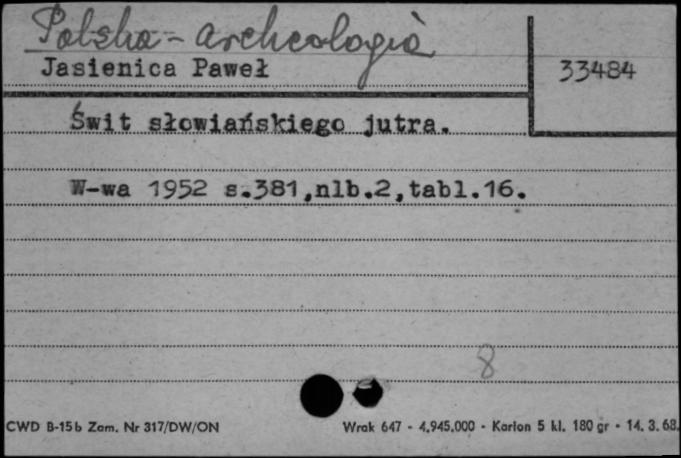 Polska - archeologia
Jasienica Paweł
33484
Świt słowiańskiego jutra.
W-wa 1952 s.381,nlb.2,tabl.16.
8
CWD B-15b Zam. Nr 317/DW/ON
Wrak 647 - 4.945.000 - Karton 5 kl. 180 gr - 14. 3. 68.